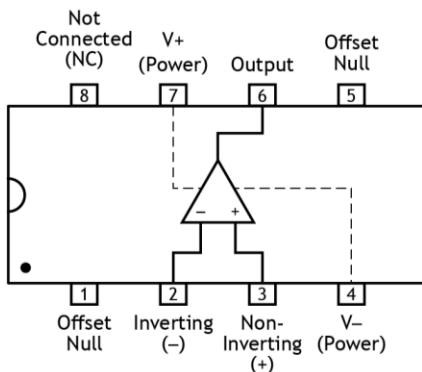 Not
Connected
(NC)
V+
(Power)
Output
Offset
Null
8
7
6
5
–
+
1
2
3
4
Offset
Null
Inverting
(–)
Non-
Inverting
(+)
V–
(Power)